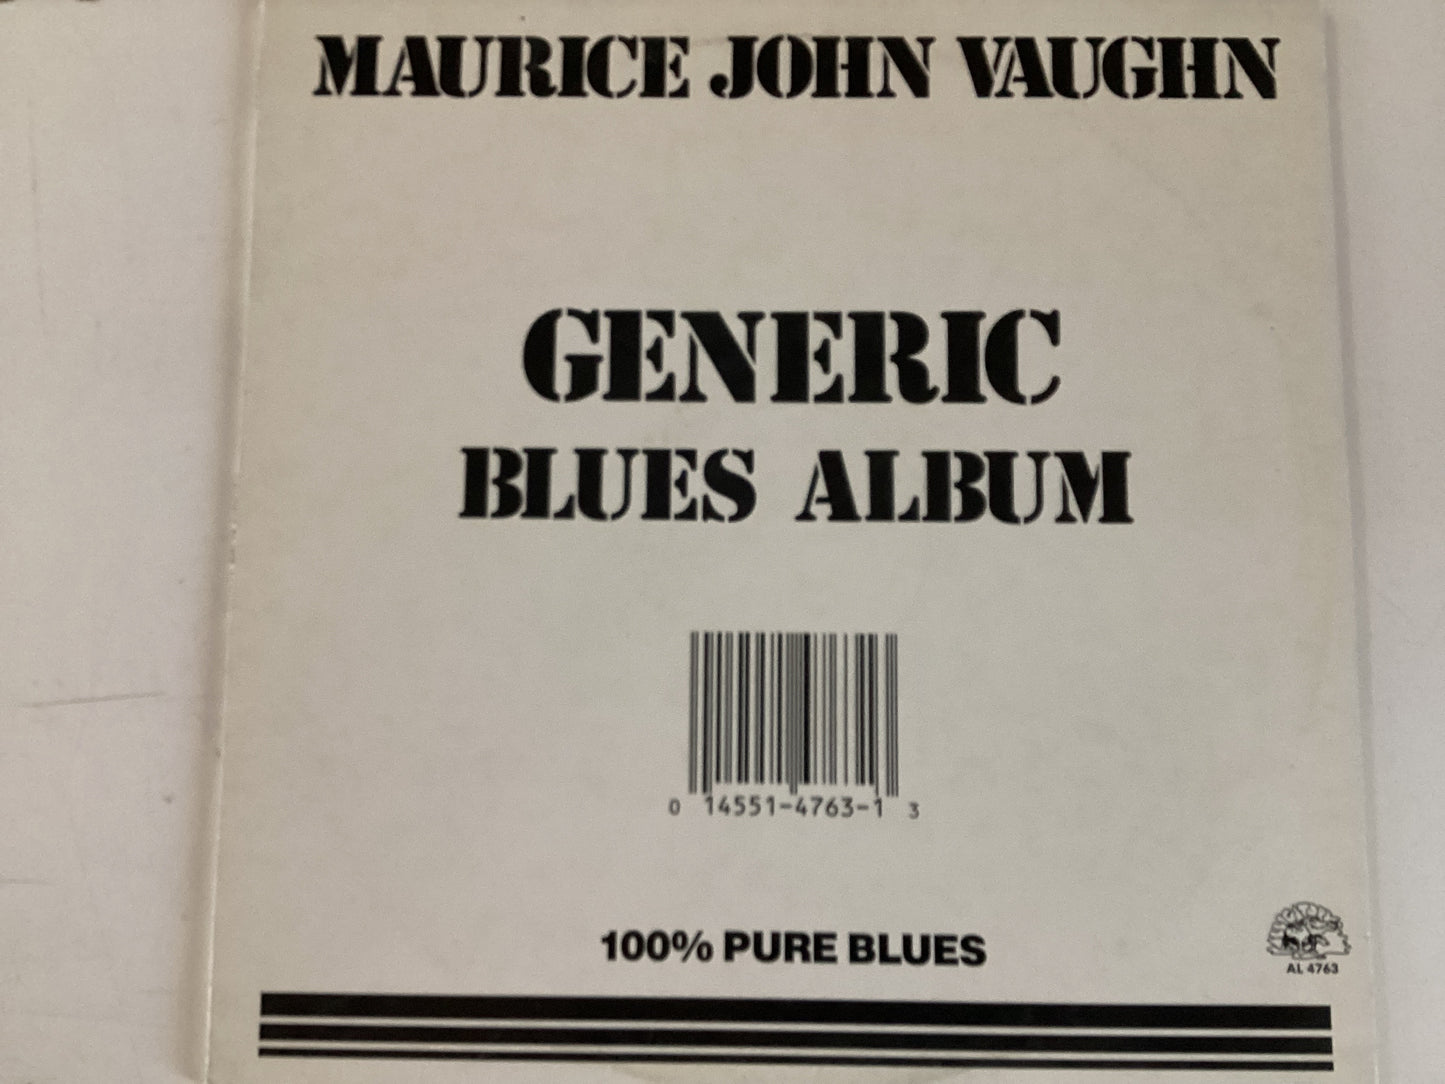 MAURICE JOHN VAUGHN
GENERIC
BLUES ALBUM
0 14551-4763-1 3
100% PURE BLUES
AL 4763